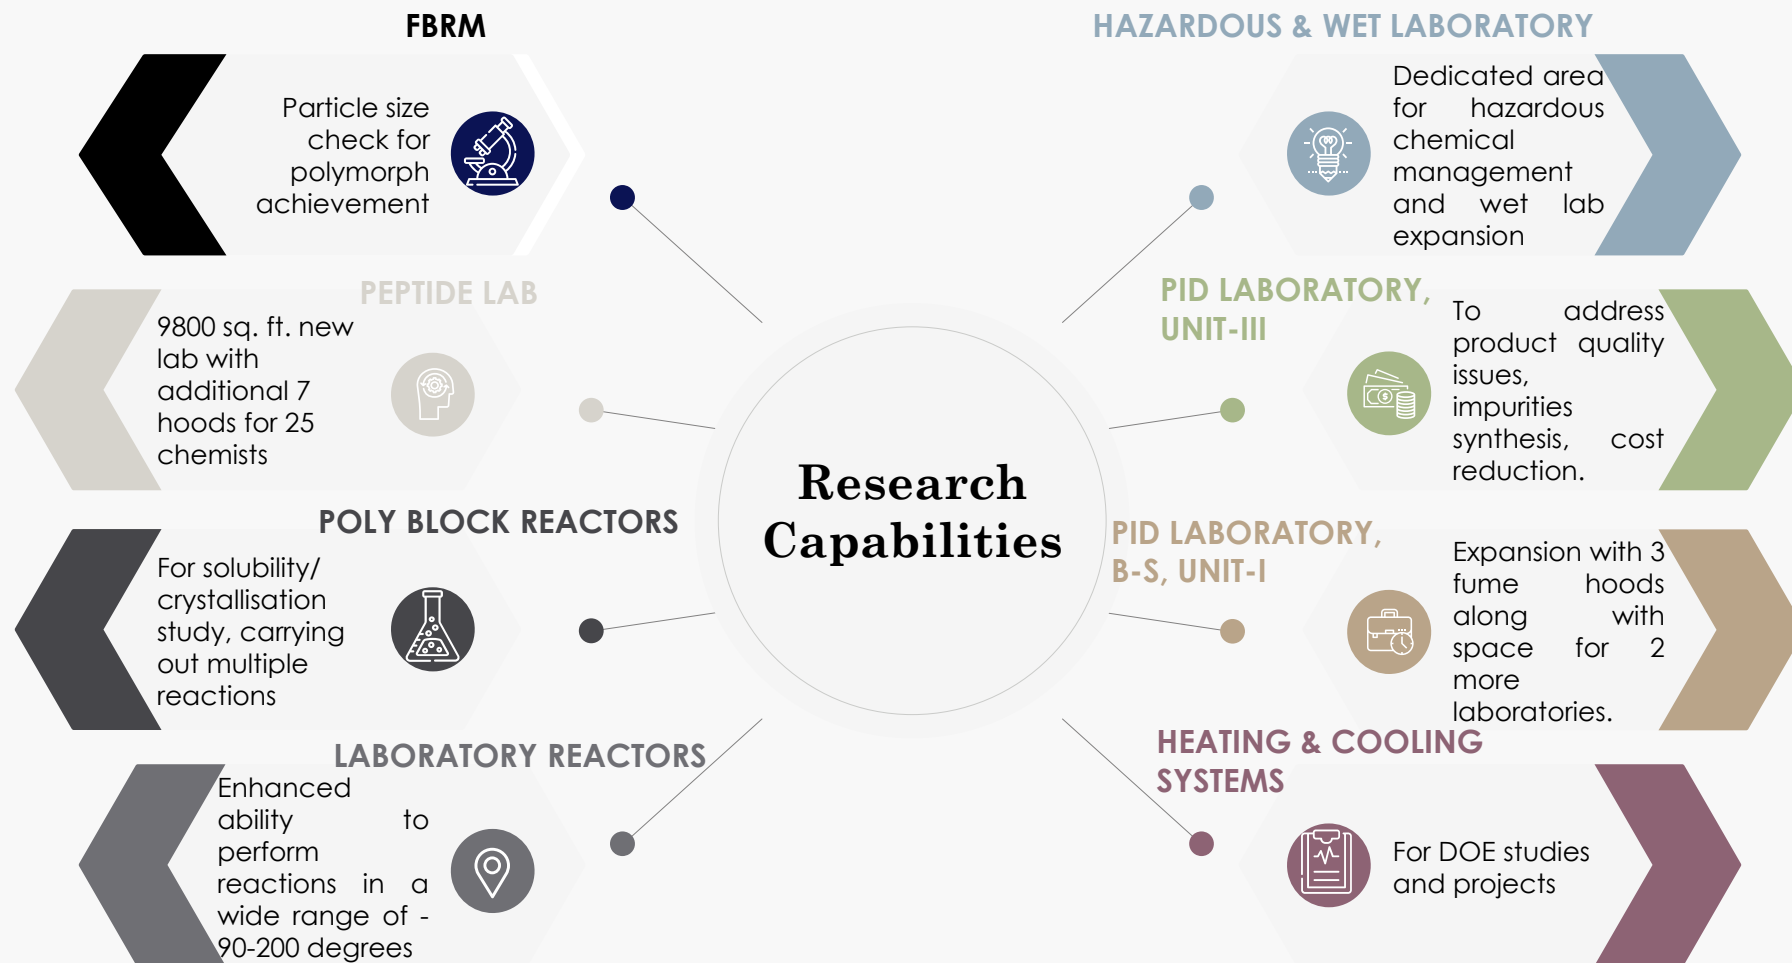 FBRM
Particle size
check for
polymorph
achievement
PEPTIDE LAB
9800 sq. ft. new
lab with
additional 7
hoods for 25
chemists
POLY BLOCK REACTORS
For solubility/
crystallisation
study, carrying
out multiple
reactions
LABORATORY REACTORS
Enhanced
ability to
perform
reactions in a
wide range of -
90-200 degrees
Research
Capabilities
HAZARDOUS & WET LABORATORY
Dedicated area
for hazardous
chemical
management
and wet lab
expansion
PID LABORATORY,
UNIT-III
To address
product quality
issues,
impurities
synthesis, cost
reduction.
PID LABORATORY,
B-S, UNIT-I
Expansion with 3
fume hoods
along with
space for 2
more
laboratories.
HEATING & COOLING
SYSTEMS
For DOE studies
and projects